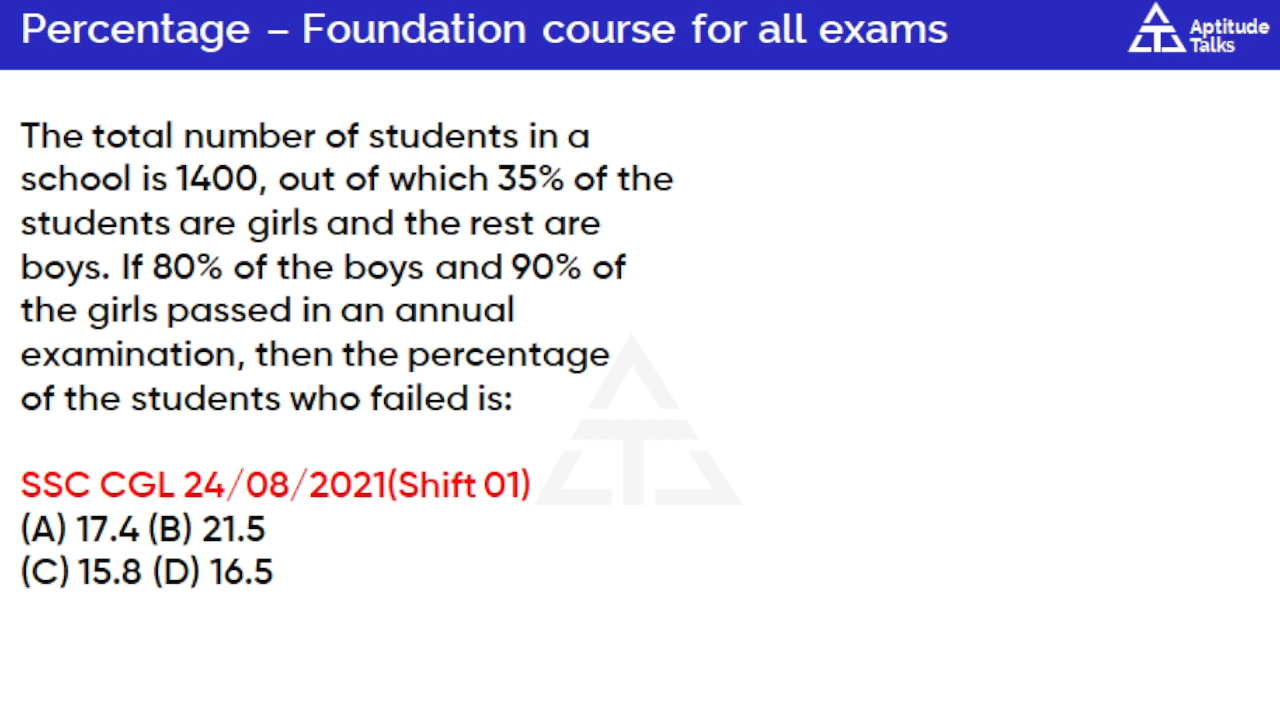 Percentage – Foundation course for all exams
Aptitude
Talks
The total number of students in a
school is 1400, out of which 35% of the
students are girls and the rest are
boys. If 80% of the boys and 90% of
the girls passed in an annual
examination, then the percentage
of the students who failed is:
SSC CGL 24/08/2021(Shift 01)
(A) 17.4 (B) 21.5
(C) 15.8 (D) 16.5